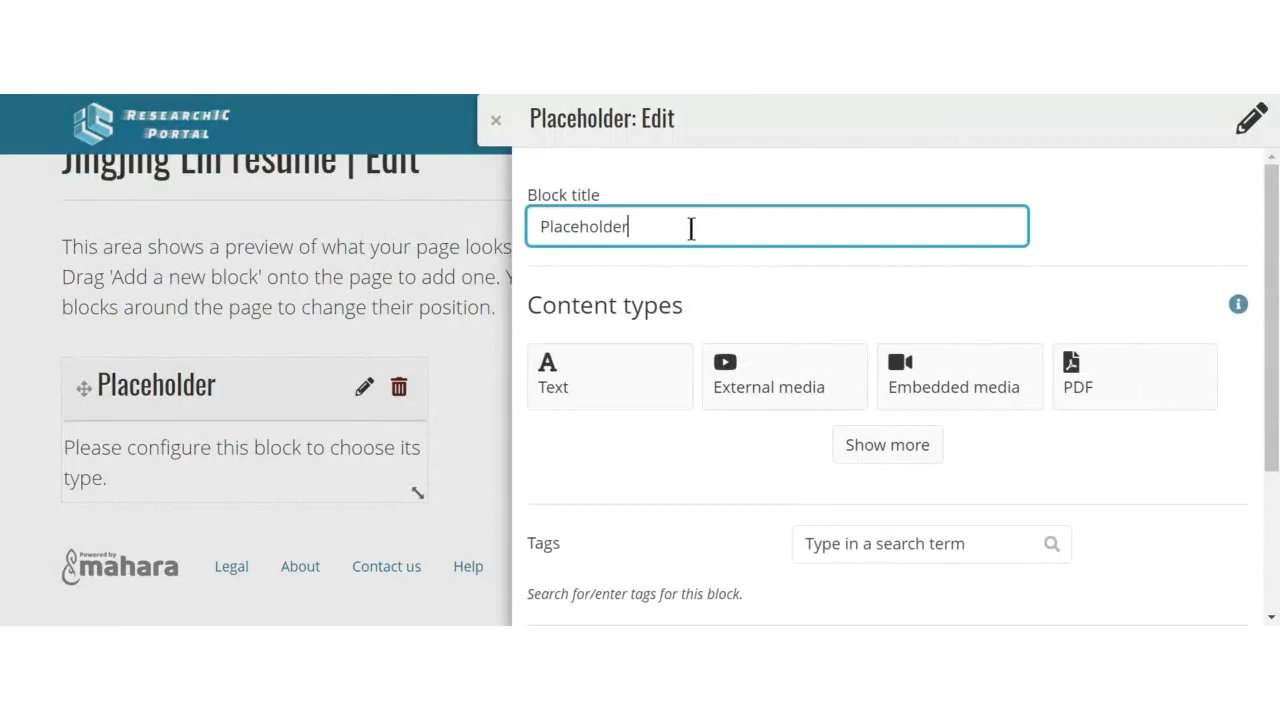 RESEARCHIC
PORTAL
Jingjing Lin resume | Edit
This area shows a preview of what your page looks
Drag 'Add a new block' onto the page to add one. Y
blocks around the page to change their position.
Placeholder
Please configure this block to choose its
type.
Powered by
mahara
Legal
About
Contact us
Help
×
Placeholder: Edit
Block title
Placeholder
Content types
Text
External media
Embedded media
PDF
Show more
Tags
Type in a search term
Search for/enter tags for this block.